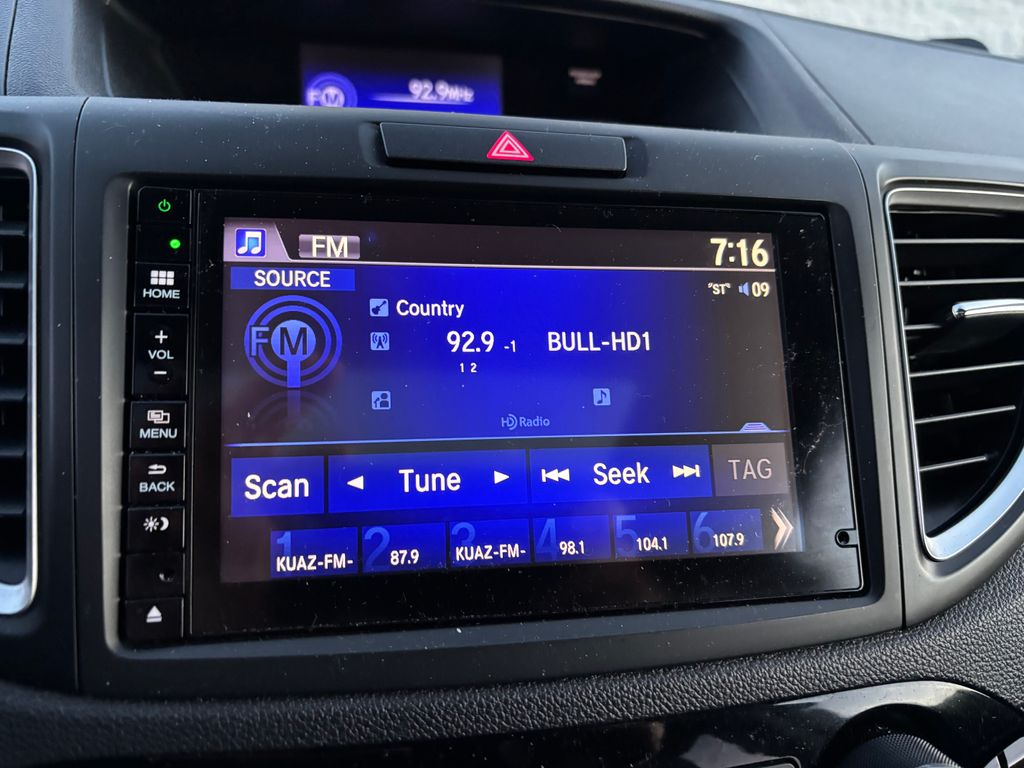 FM 92.9MHz
FM 7:16
SOURCE
"ST" 09
FM
Country
92.9 -1 BULL-HD1
1 2
HD Radio
Scan Tune Seek TAG
1 KUAZ-FM- 2 87.9 3 KUAZ-FM- 4 98.1 5 104.1 6 107.9
HOME
+
VOL
-
MENU
BACK